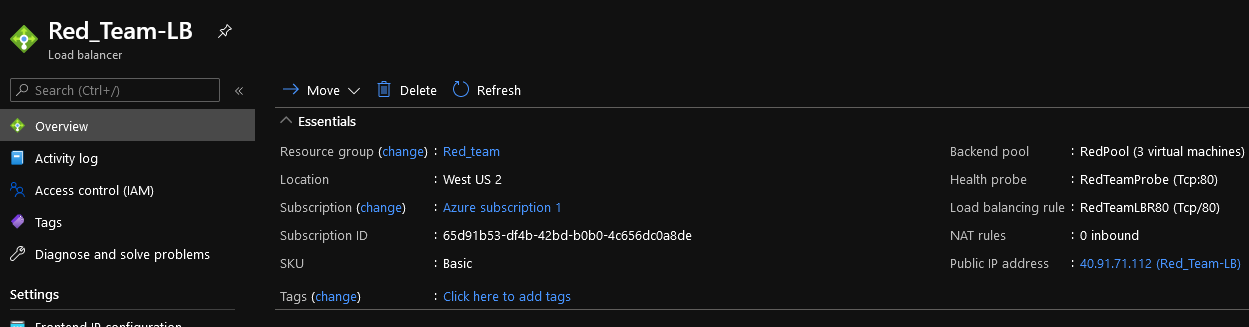 Red_Team-LB
Load balancer
Search (Ctrl+/)
«
Overview
Activity log
Access control (IAM)
Tags
Diagnose and solve problems
Settings
Frontend IP configuration
Move
Delete
Refresh
Essentials
Resource group (change) : Red_team
Location : West US 2
Subscription (change) : Azure subscription 1
Subscription ID : 65d91b53-df4b-42bd-b0b0-4c656dc0a8de
SKU : Basic
Tags (change) : Click here to add tags
Backend pool : RedPool (3 virtual machines)
Health probe : RedTeamProbe (Tcp:80)
Load balancing rule : RedTeamLBR80 (Tcp/80)
NAT rules : 0 inbound
Public IP address : 40.91.71.112 (Red_Team-LB)